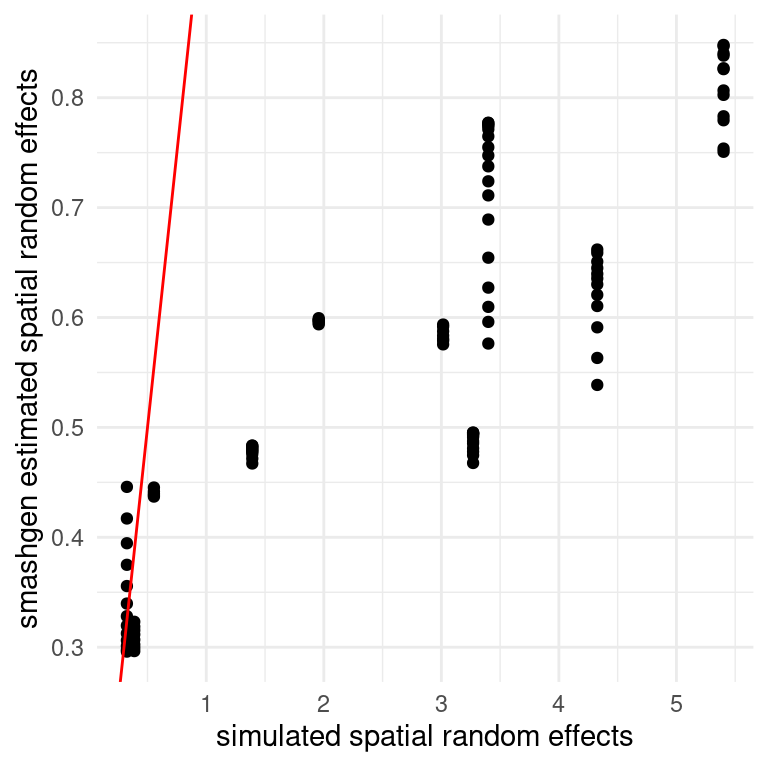 smashgen estimated spatial random effects
0.8
0.7
0.6
0.5
0.4
0.3
1 2 3 4 5
simulated spatial random effects